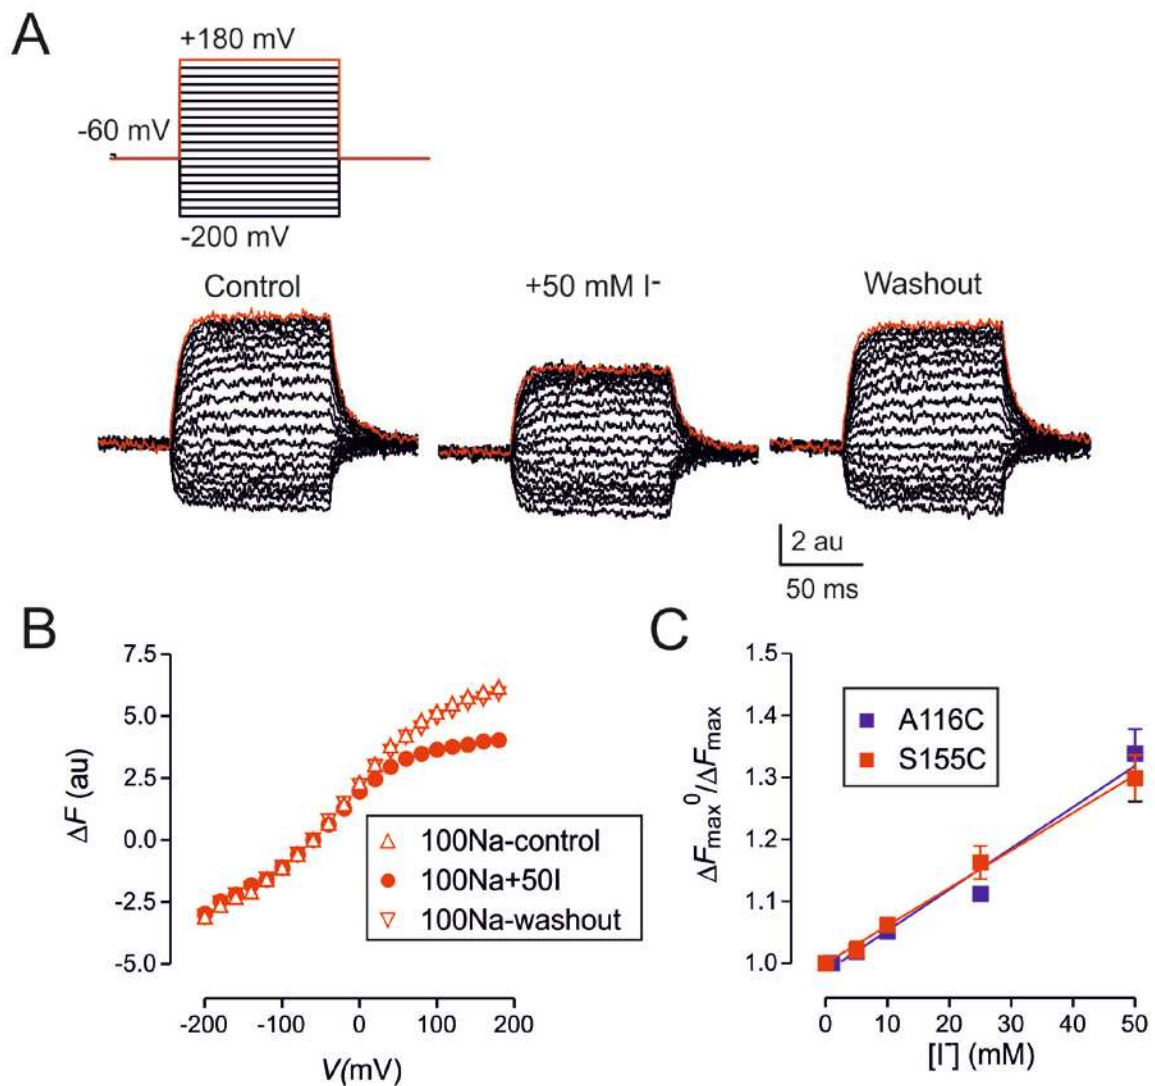 A
+180 mV
-60 mV
-200 mV
Control
+50 mM I-
Washout
2 au
50 ms
B
7.5
5.0
2.5
0.0
-2.5
-5.0
ΔF (au)
-200
-100
0
100
200
V(mV)
100Na-control
100Na+50I
100Na-washout
C
1.5
1.4
1.3
1.2
1.1
1.0
ΔFmax0/ΔFmax
A116C
S155C
0
10
20
30
40
50
[I-] (mM)